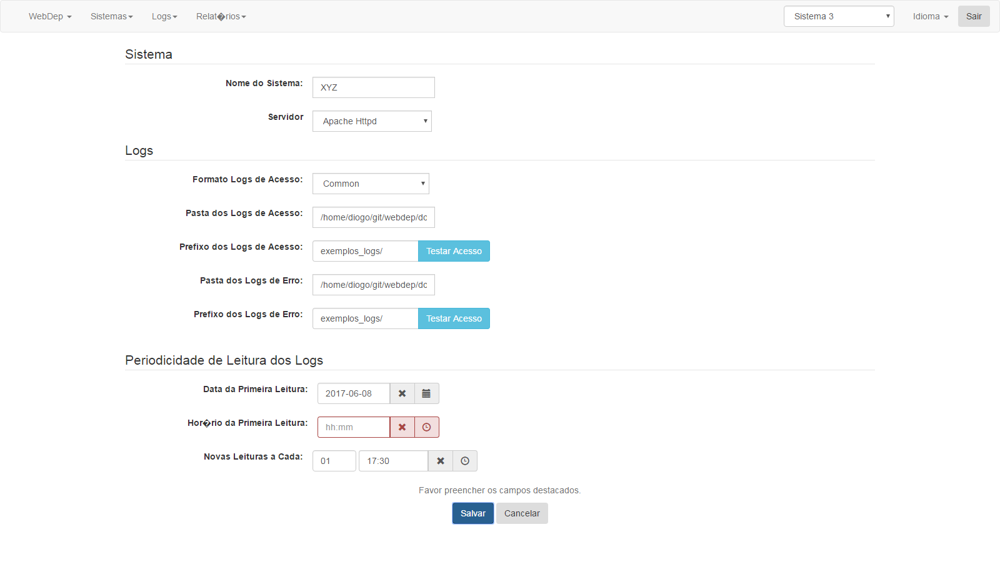 WebDep Sistemas Logs Relat�rios Sistema 3 Idioma Sair
Sistema
Nome do Sistema: XYZ
Servidor Apache Httpd
Logs
Formato Logs de Acesso: Common
Pasta dos Logs de Acesso: /home/diogo/git/webdep/dc
Prefixo dos Logs de Acesso: exemplos_logs/ Testar Acesso
Pasta dos Logs de Erro: /home/diogo/git/webdep/dc
Prefixo dos Logs de Erro: exemplos_logs/ Testar Acesso
Periodicidade de Leitura dos Logs
Data da Primeira Leitura: 2017-06-08
Hor�rio da Primeira Leitura: hh:mm
Novas Leituras a Cada: 01 17:30
Favor preencher os campos destacados.
Salvar Cancelar